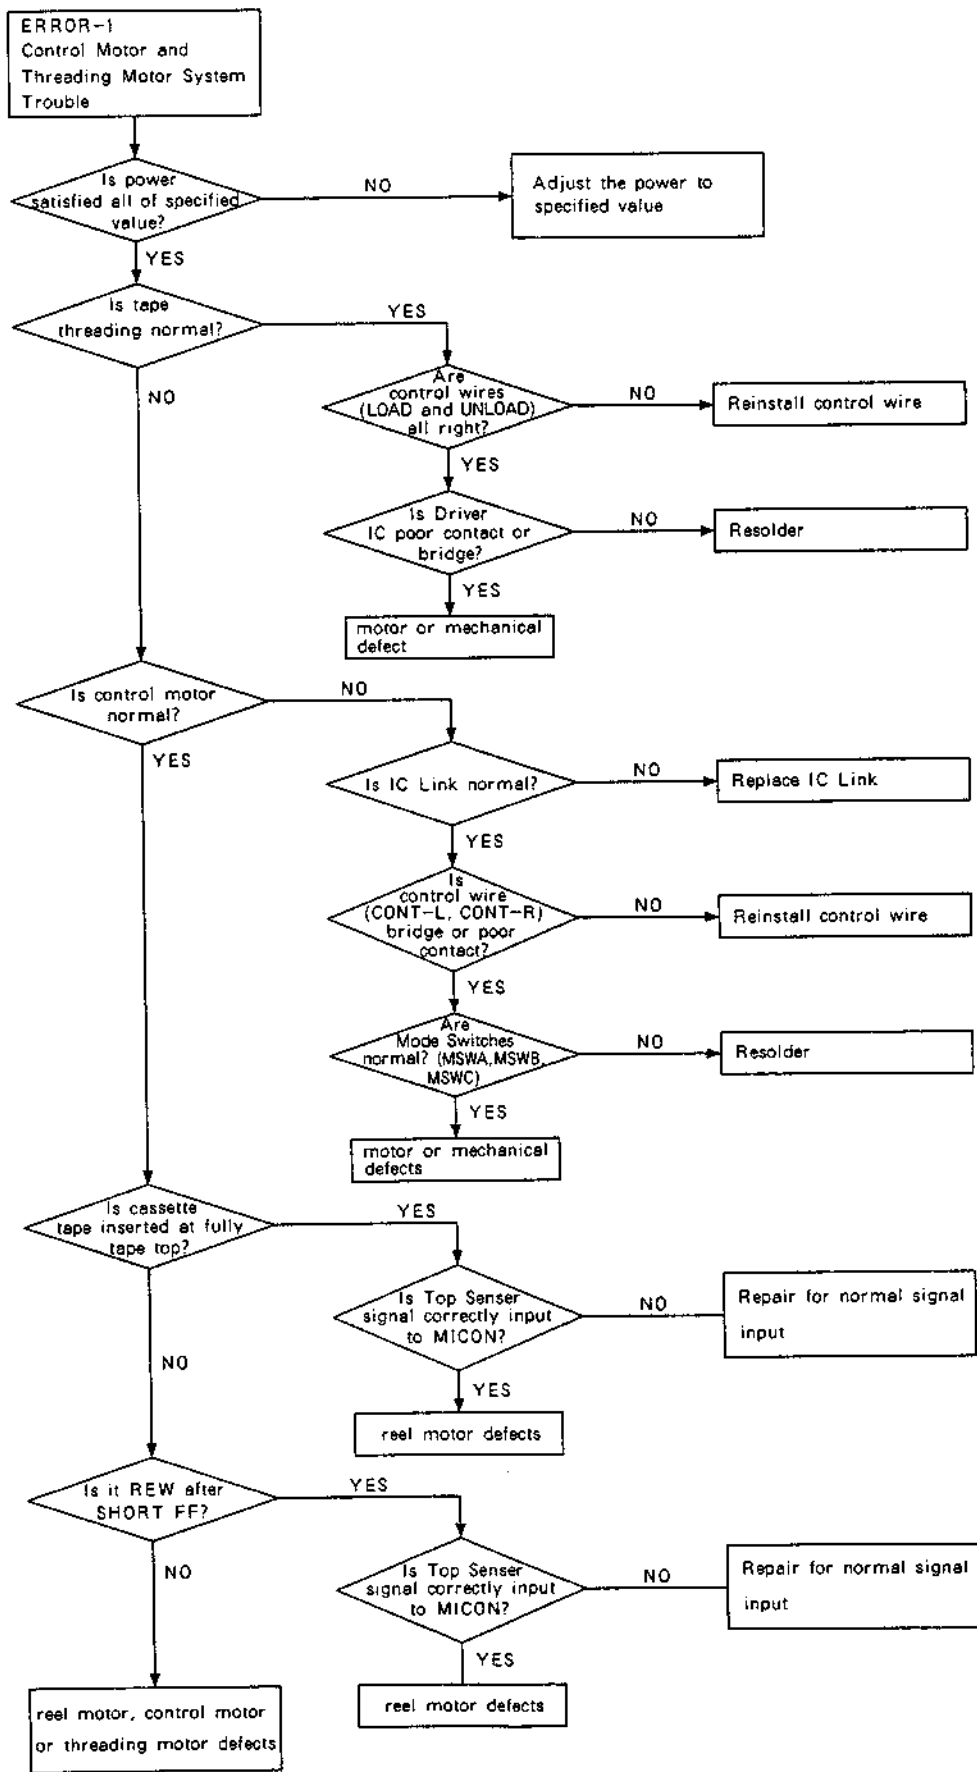 ERROR-1
Control Motor and
Threading Motor System
Trouble
Is power
satisfied all of specified
value?
NO
Adjust the power to
specified value
YES
Is tape
threading normal?
YES
NO
Are
control wires
(LOAD and UNLOAD)
all right?
NO
Reinstall control wire
YES
Is Driver
IC poor contact or
bridge?
NO
Resolder
YES
motor or mechanical
defect
Is control motor
normal?
NO
YES
Is IC Link normal?
NO
Replace IC Link
YES
Is
control wire
(CONT-L, CONT-R)
bridge or poor
contact?
NO
Reinstall control wire
YES
Are
Mode Switches
normal? (MSWA,MSWB,
MSWC)
NO
Resolder
YES
motor or mechanical
defects
Is cassette
tape inserted at fully
tape top?
YES
NO
Is Top Senser
signal correctly input
to MICON?
NO
Repair for normal signal
input
YES
reel motor defects
Is it REW after
SHORT FF?
YES
NO
Is Top Senser
signal correctly input
to MICON?
NO
Repair for normal signal
input
YES
reel motor defects
reel motor, control motor
or threading motor defects